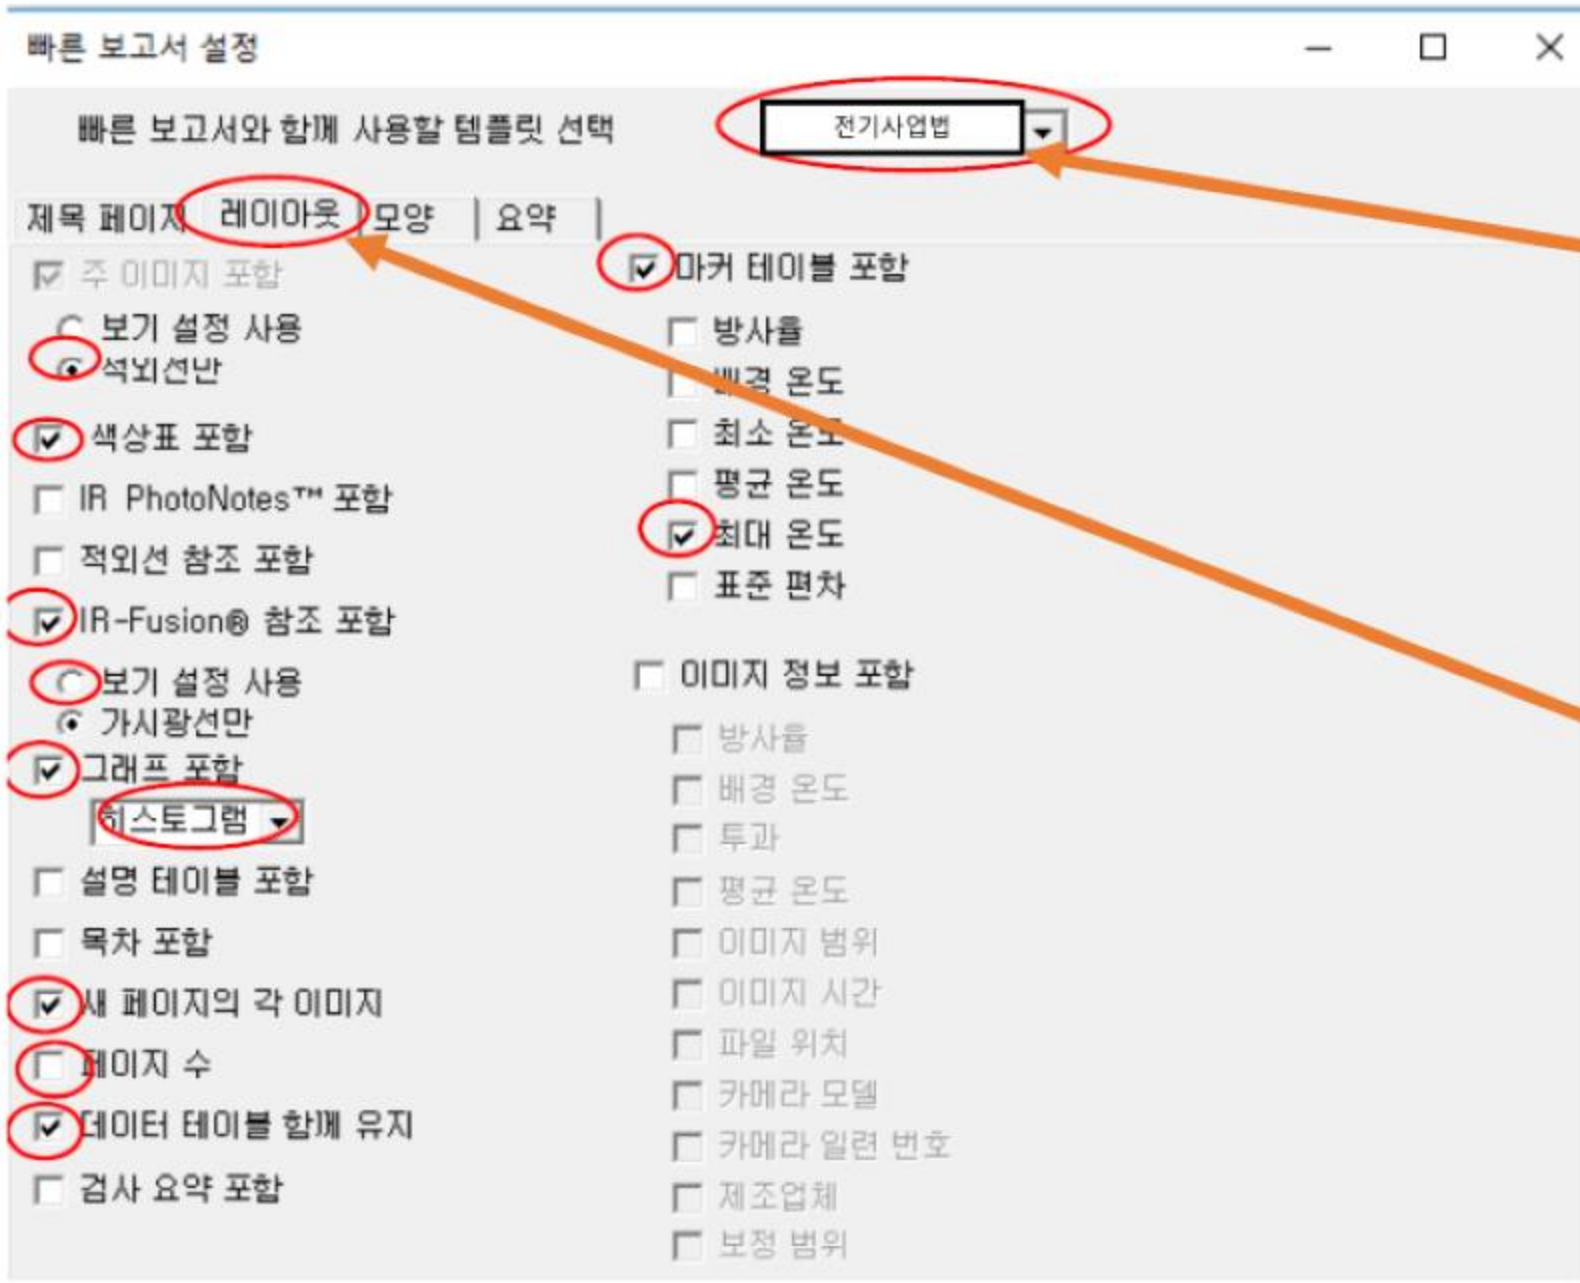 빠른 보고서 설정
빠른 보고서와 함께 사용할 템플릿 선택
전기사업법
제목 페이지
레이아웃
모양
요약
주 이미지 포함
보기 설정 사용
적외선만
색상표 포함
IR PhotoNotes™ 포함
적외선 참조 포함
IR-Fusion® 참조 포함
보기 설정 사용
가시광선만
그래프 포함
히스토그램
설명 테이블 포함
목차 포함
새 페이지의 각 이미지
페이지 수
데이터 테이블 함께 유지
검사 요약 포함
마커 테이블 포함
방사율
배경 온도
최소 온도
평균 온도
최대 온도
표준 편차
이미지 정보 포함
방사율
배경 온도
투과
평균 온도
이미지 범위
이미지 시간
파일 위치
카메라 모델
카메라 일련 번호
제조업체
보정 범위